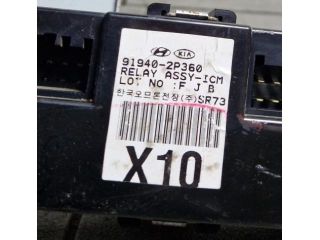 HYUNDAI KIA
91940-2P360
RELAY ASSY-ICM
LOT NO :F J B
한국오므론전장(주)SR73
X10